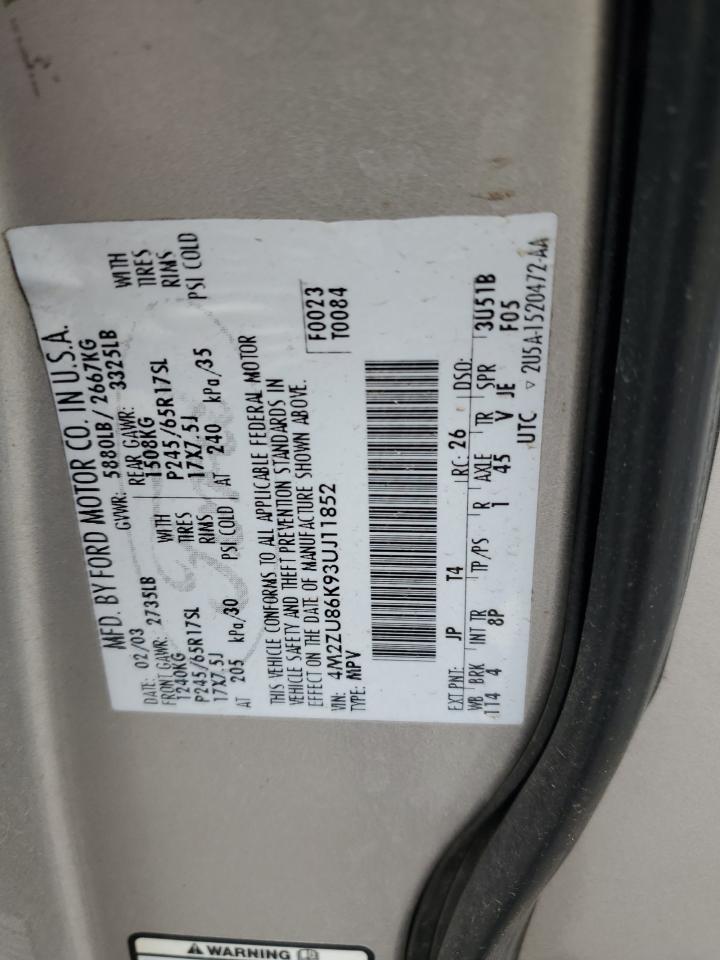 MFD. BY FORD MOTOR CO. IN U.S.A.
DATE: 02/03 GVWR: 5880LB/ 2667KG
FRONT GAWR: 2735LB REAR GAWR: 3325LB
1240KG WITH 1508KG WITH
P245/65R17SL TIRES P245/65R17SL TIRES
17X7.5J RIMS 17X7.5J RIMS
AT 205 kPa/30 PSI COLD AT 240 kPa/35 PSI COLD
THIS VEHICLE CONFORMS TO ALL APPLICABLE FEDERAL MOTOR
VEHICLE SAFETY AND THEFT PREVENTION STANDARDS IN
EFFECT ON THE DATE OF MANUFACTURE SHOWN ABOVE.
VIN: 4M2ZU86K93UJ11852
TYPE: MPV
F0023
T0084
EXT PNT: JP T4 RC: 26 DSO:
WB BRK INT TR TP/PS R AXLE TR SPR 3U51B
114 4 8P 1 45 V JE F05
UTC ▽ 2U5A-1520472-AA
WARNING